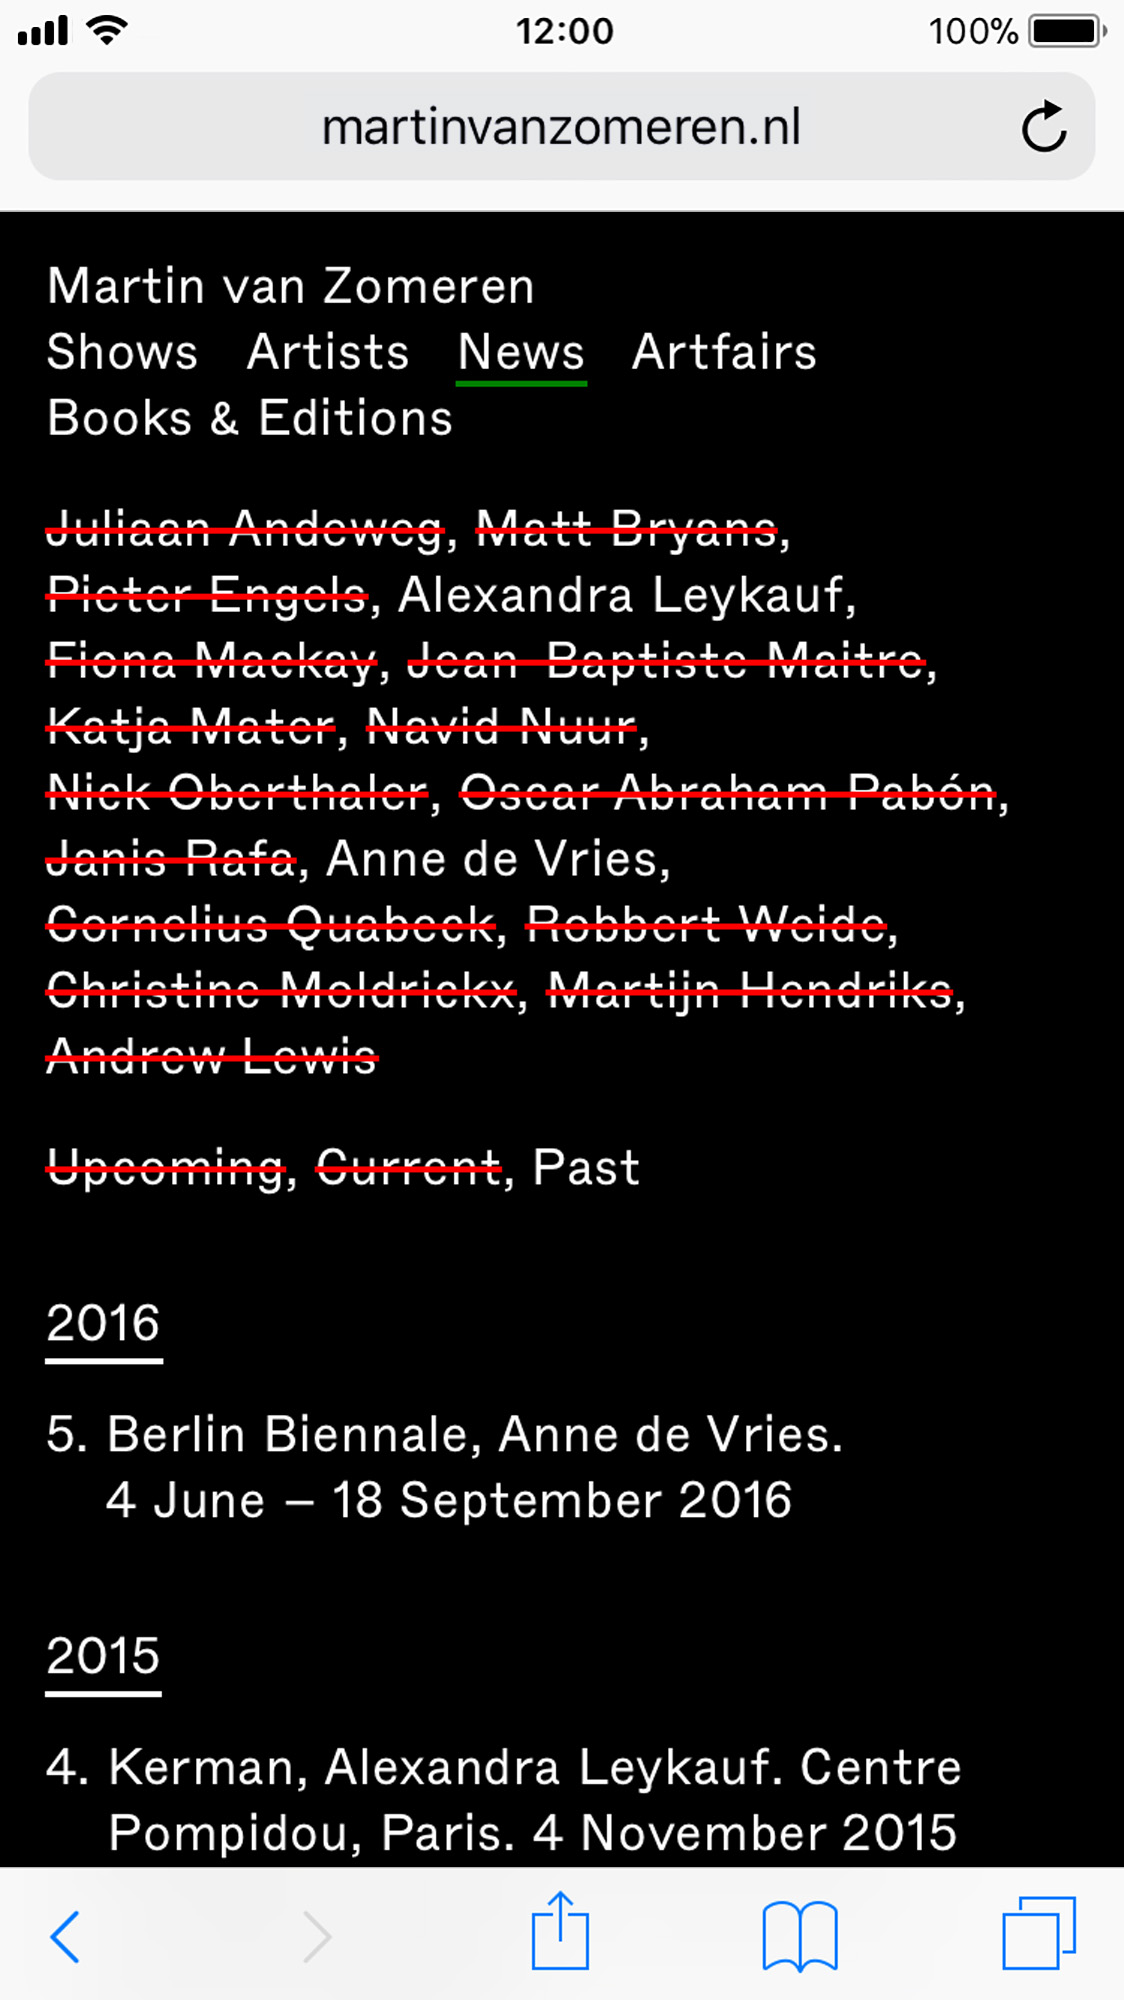 12:00
100%
martinvanzomeren.nl
Martin van Zomeren
Shows Artists News Artfairs
Books & Editions
Juliaan Andeweg, Matt Bryans,
Pieter Engels, Alexandra Leykauf,
Fiona Mackay, Jean-Baptiste Maitre,
Katja Mater, Navid Nuur,
Nick Oberthaler, Oscar Abraham Pabón,
Janis Rafa, Anne de Vries,
Cornelius Quabeck, Robbert Weide,
Christine Moldrickx, Martijn Hendriks,
Andrew Lewis
Upcoming, Current, Past
2016
5. Berlin Biennale, Anne de Vries.
4 June – 18 September 2016
2015
4. Kerman, Alexandra Leykauf. Centre
Pompidou, Paris. 4 November 2015